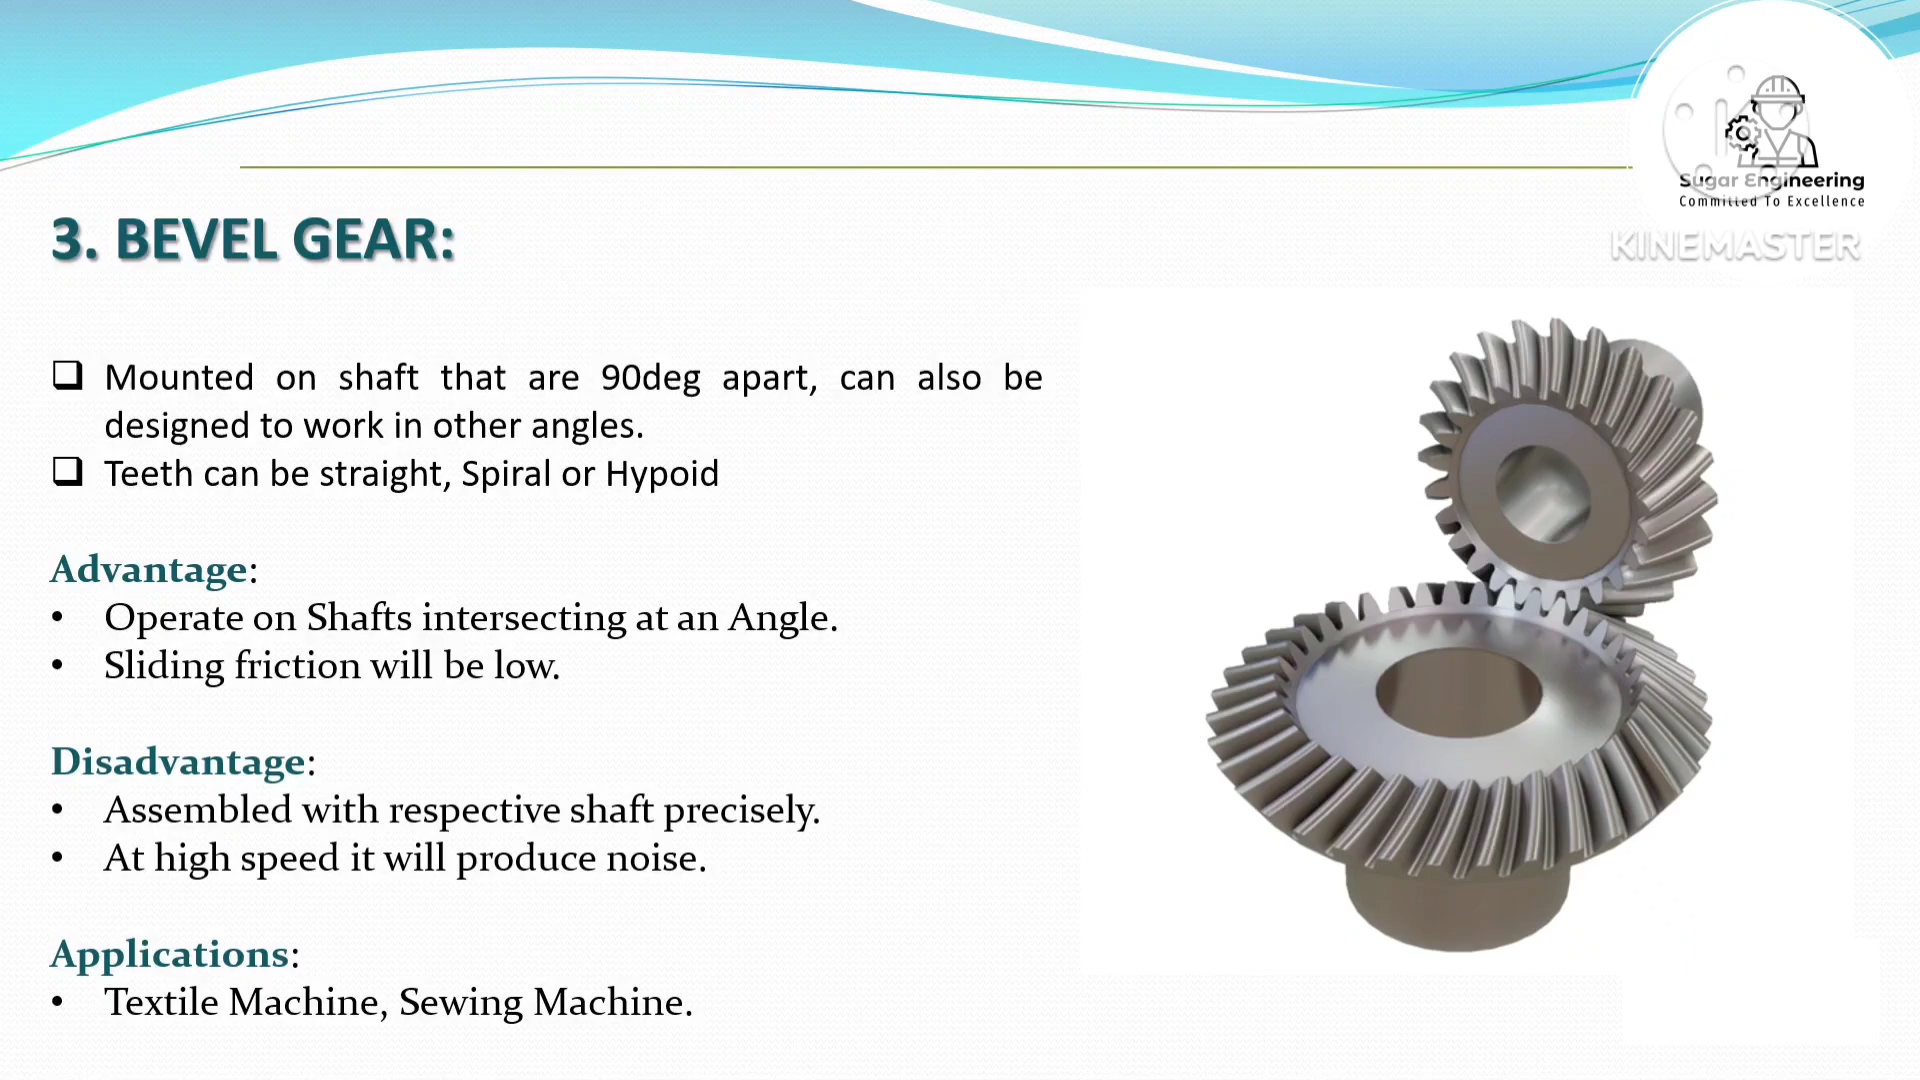 Sugar Engineering
Committed To Excellence
KINEMASTER
3. BEVEL GEAR:
❑ Mounted on shaft that are 90deg apart, can also be
designed to work in other angles.
❑ Teeth can be straight, Spiral or Hypoid
Advantage:
• Operate on Shafts intersecting at an Angle.
• Sliding friction will be low.
Disadvantage:
• Assembled with respective shaft precisely.
• At high speed it will produce noise.
Applications:
• Textile Machine, Sewing Machine.